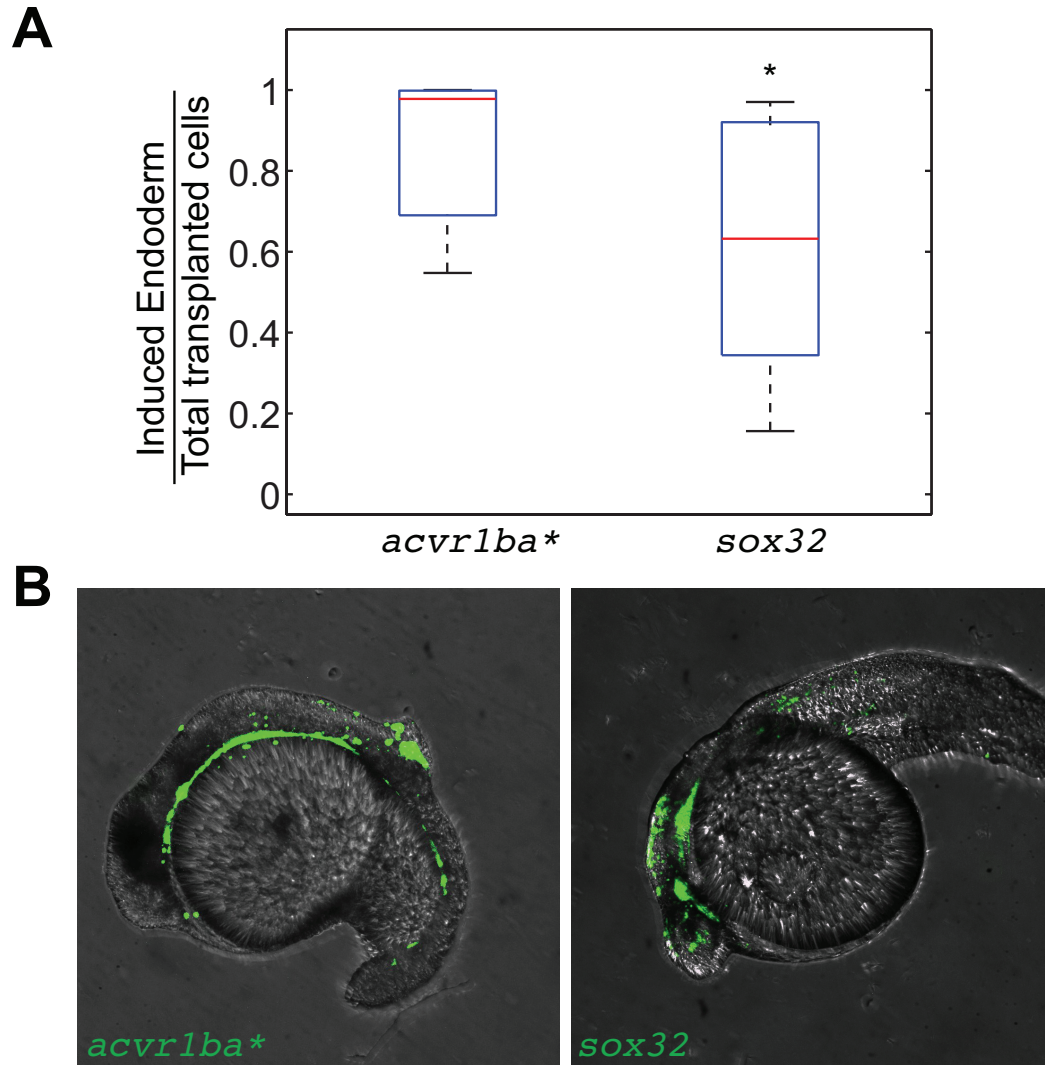 A
*
Induced Endoderm
Total transplanted cells
1
0.8
0.6
0.4
0.2
0
acvr1ba* sox32
B
acvr1ba* sox32